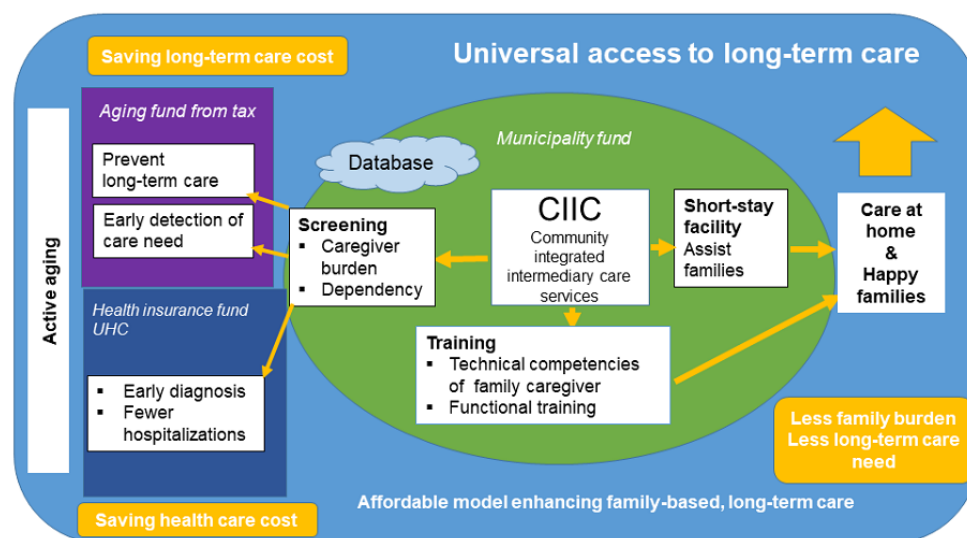 Saving long-term care cost
Universal access to long-term care
Active aging
Aging fund from tax
Prevent
long-term care
Early detection of
care need
Health insurance fund
UHC
▪ Early diagnosis
▪ Fewer
hospitalizations
Saving health care cost
Municipality fund
Database
Screening
▪ Caregiver
burden
▪ Dependency
CIIC
Community
integrated
intermediary care
services
Short-stay
facility
Assist
families
Training
▪ Technical competencies
of family caregiver
▪ Functional training
Care at
home
&
Happy
families
Less family burden
Less long-term care
need
Affordable model enhancing family-based, long-term care